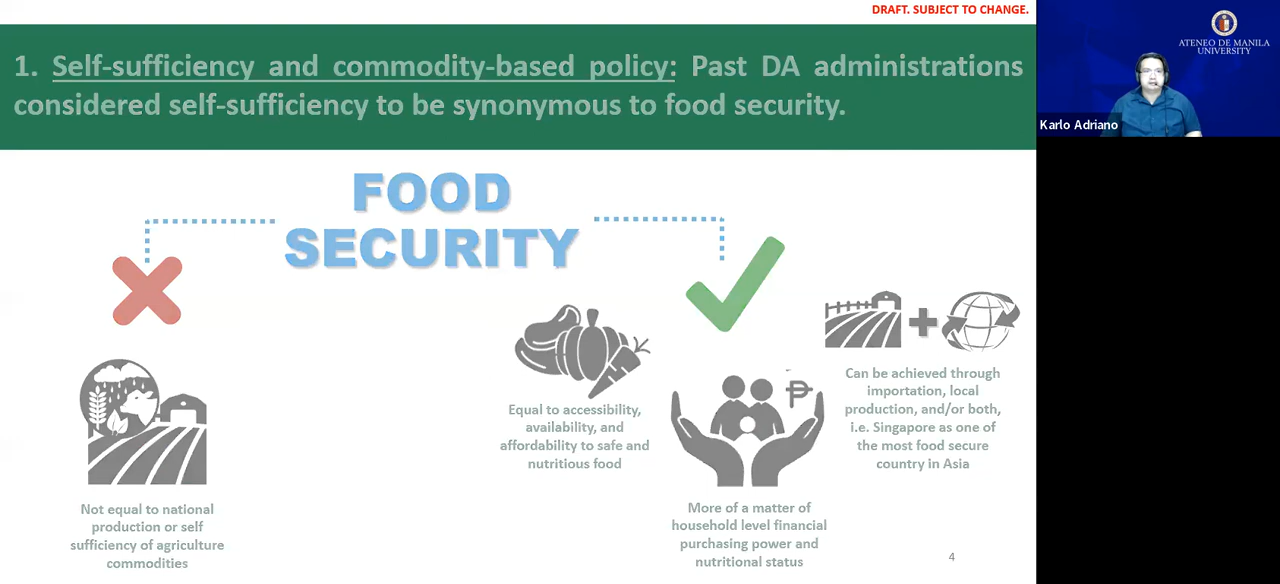 DRAFT. SUBJECT TO CHANGE.
1. Self-sufficiency and commodity-based policy: Past DA administrations
considered self-sufficiency to be synonymous to food security.
FOOD
SECURITY
Not equal to national
production or self
sufficiency of agriculture
commodities
Equal to accessibility,
availability, and
affordability to safe and
nutritious food
More of a matter of
household level financial
purchasing power and
nutritional status
Can be achieved through
importation, local
production, and/or both,
i.e. Singapore as one of
the most food secure
country in Asia
4
ATENEO DE MANILA
UNIVERSITY
Karlo Adriano